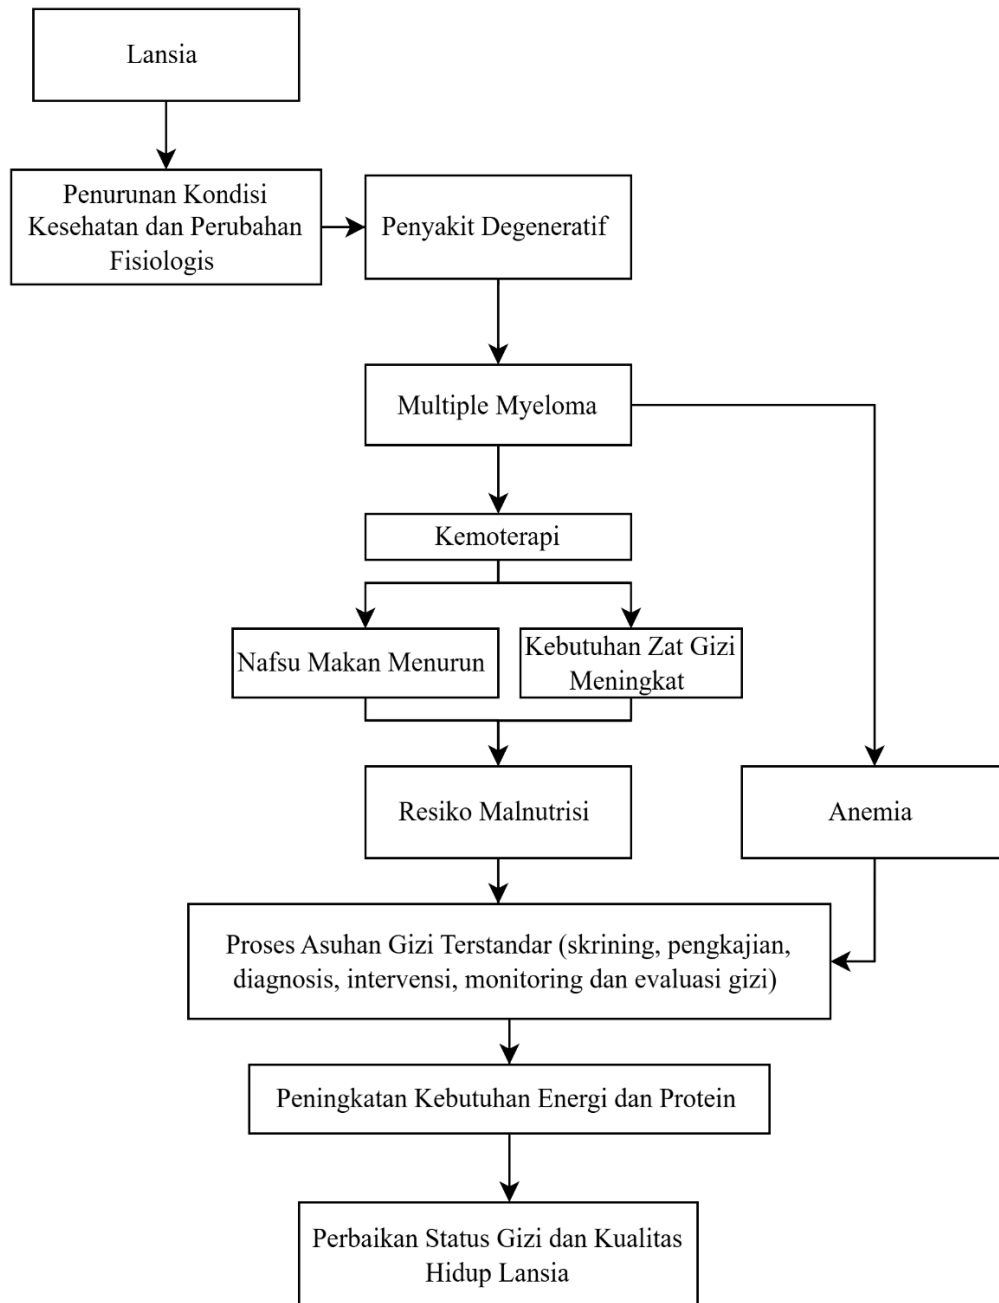 Lansia
Penurunan Kondisi
Kesehatan dan Perubahan
Fisiologis
Penyakit Degeneratif
Multiple Myeloma
Kemoterapi
Nafsu Makan Menurun
Kebutuhan Zat Gizi
Meningkat
Resiko Malnutrisi
Anemia
Proses Asuhan Gizi Terstandar (skrining, pengkajian,
diagnosis, intervensi, monitoring dan evaluasi gizi)
Peningkatan Kebutuhan Energi dan Protein
Perbaikan Status Gizi dan Kualitas
Hidup Lansia